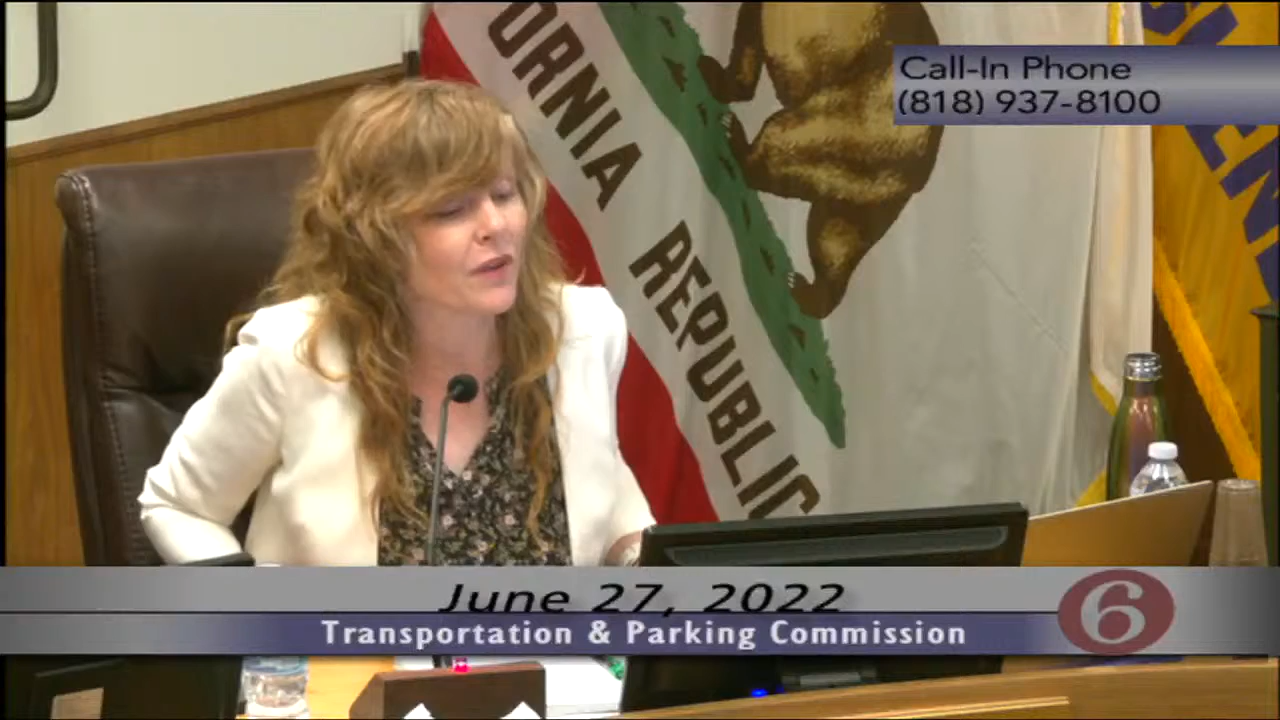 Call-In Phone
(818) 937-8100
ORNIA
REPUBLIC
June 27, 2022
Transportation & Parking Commission
6